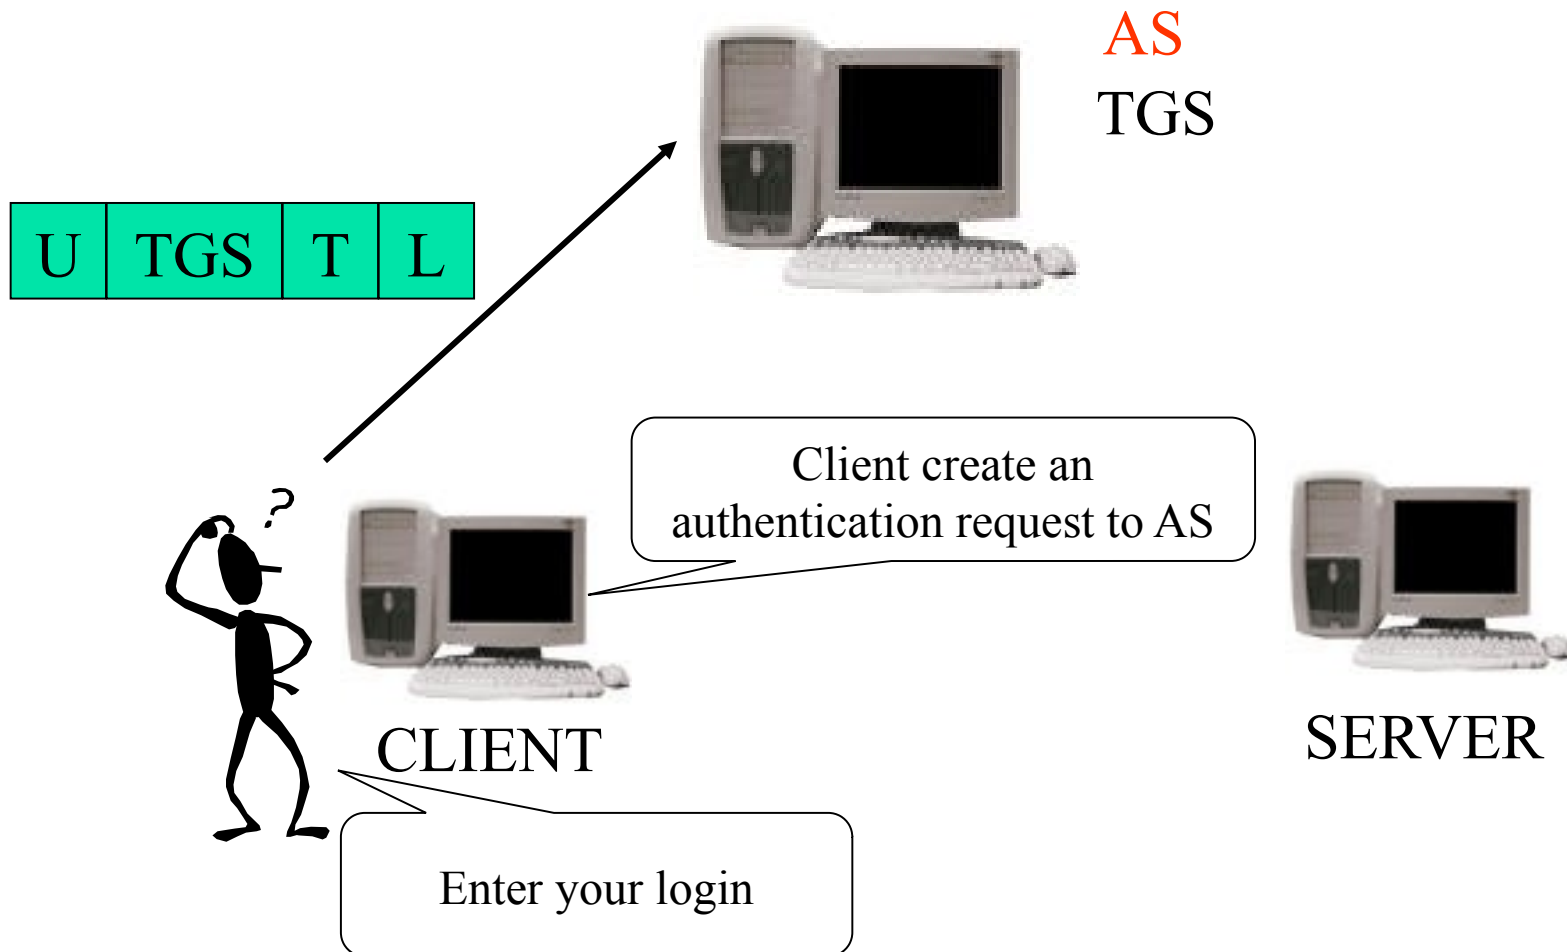 AS
TGS
U TGS T L
Client create an
authentication request to AS
?
CLIENT
SERVER
Enter your login